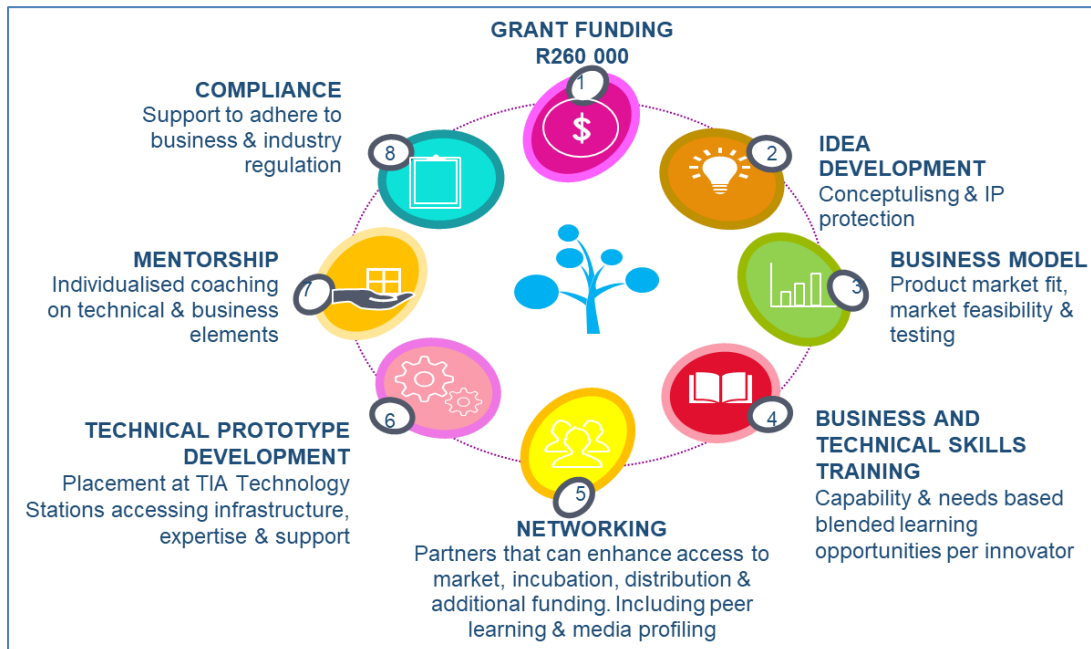 GRANT FUNDING
R260 000
1
$
2
IDEA
DEVELOPMENT
Conceptulisng & IP
protection
3
BUSINESS MODEL
Product market fit,
market feasibility &
testing
4
BUSINESS AND
TECHNICAL SKILLS
TRAINING
Capability & needs based
blended learning
opportunities per innovator
5
NETWORKING
Partners that can enhance access to
market, incubation, distribution &
additional funding. Including peer
learning & media profiling
6
TECHNICAL PROTOTYPE
DEVELOPMENT
Placement at TIA Technology
Stations accessing infrastructure,
expertise & support
7
MENTORSHIP
Individualised coaching
on technical & business
elements
8
COMPLIANCE
Support to adhere to
business & industry
regulation